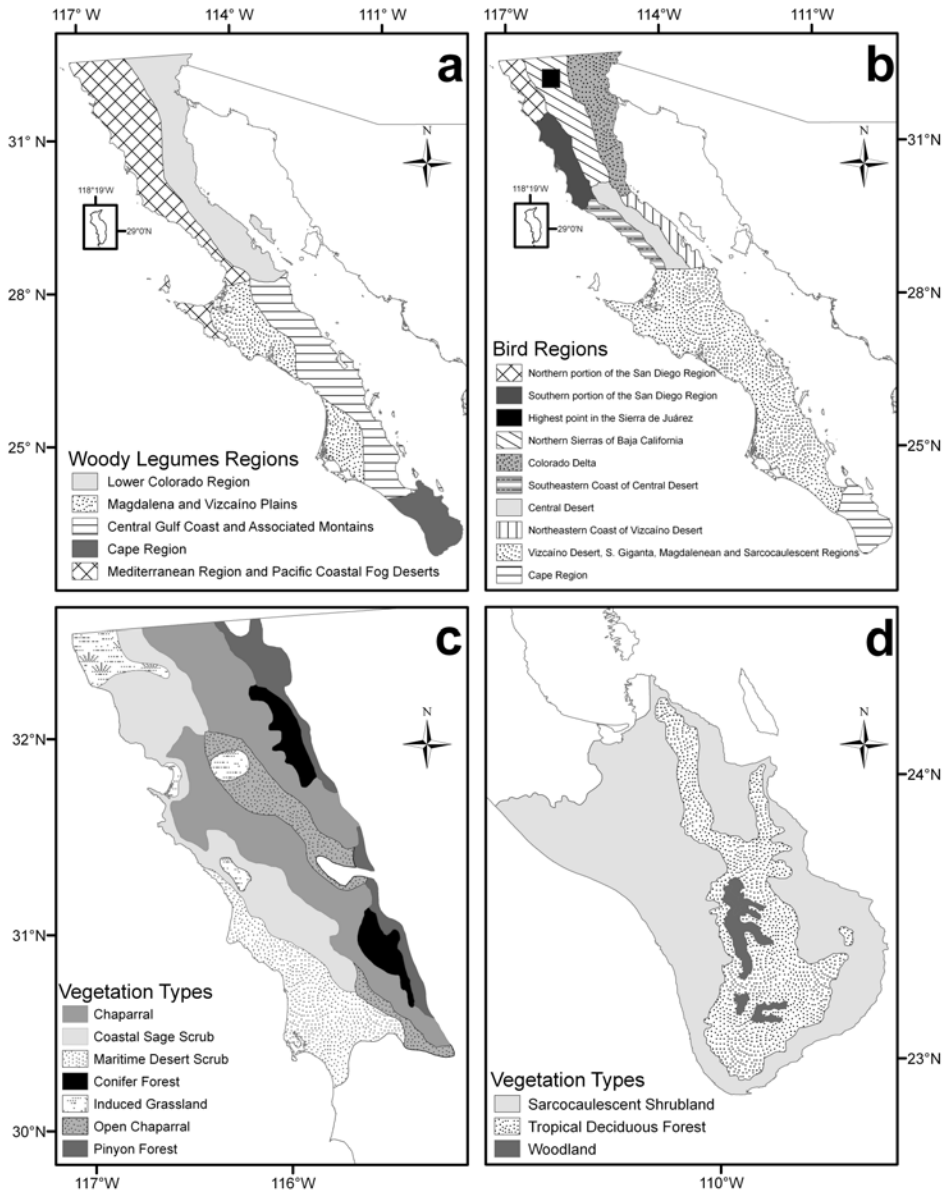 117° W
114° W
111° W
a
31° N
N
118°19'W
29°0'N
28° N
25° N
Woody Legumes Regions
Lower Colorado Region
Magdalena and Vizcaíno Plains
Central Gulf Coast and Associated Montains
Cape Region
Mediterranean Region and Pacific Coastal Fog Deserts
117° W
114° W
111° W
b
N
31° N
118°19'W
29°0'N
28° N
25° N
Bird Regions
Northern portion of the San Diego Region
Southern portion of the San Diego Region
Highest point in the Sierra de Juárez
Northern Sierras of Baja California
Colorado Delta
Southeastern Coast of Central Desert
Central Desert
Northeastern Coast of Vizcaíno Desert
Vizcaíno Desert, S. Giganta, Magdalenean and Sarcocaulescent Regions
Cape Region
c
N
32°N
31°N
Vegetation Types
Chaparral
Coastal Sage Scrub
Maritime Desert Scrub
Conifer Forest
Induced Grassland
Open Chaparral
Pinyon Forest
30°N
117°W
116°W
d
N
24°N
23°N
Vegetation Types
Sarcocaulescent Shrubland
Tropical Deciduous Forest
Woodland
110°W